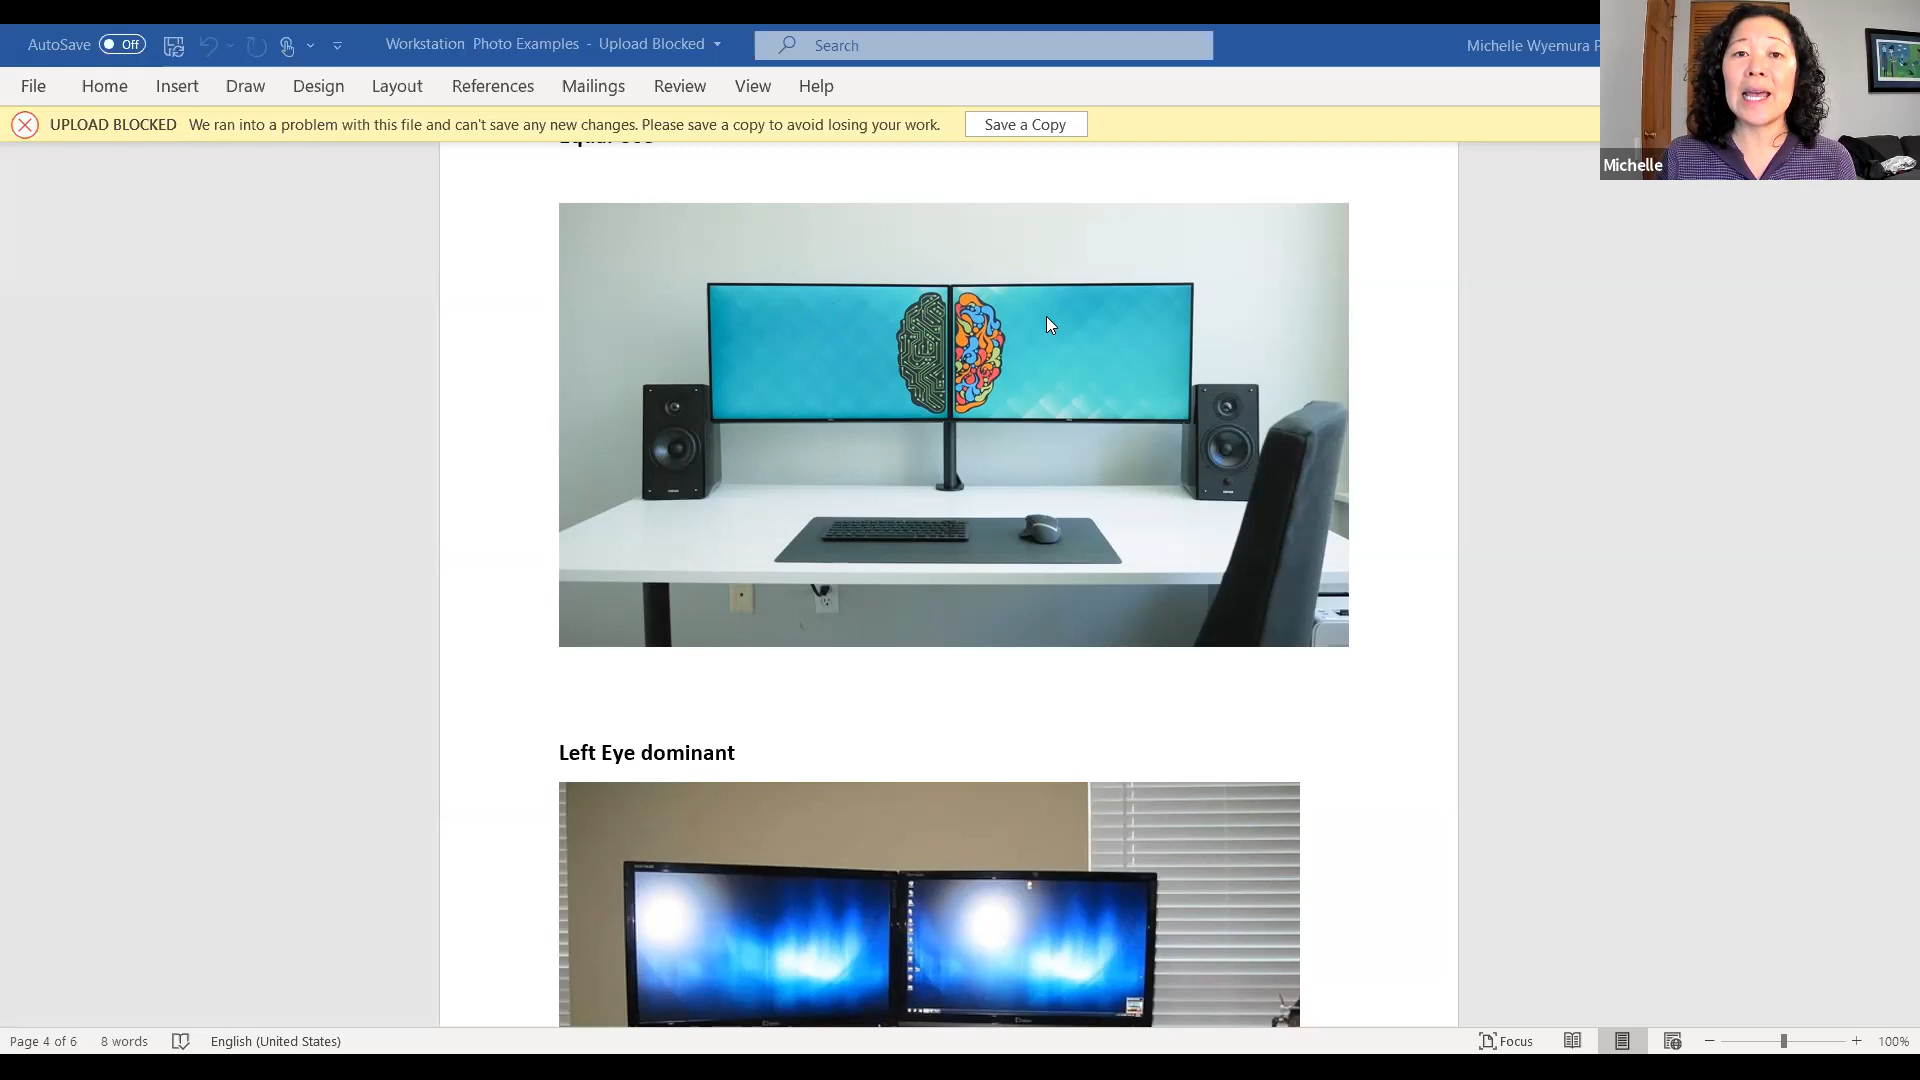 AutoSave Off
Workstation Photo Examples - Upload Blocked
Search
Michelle Wyemura P
File Home Insert Draw Design Layout References Mailings Review View Help
UPLOAD BLOCKED We ran into a problem with this file and can't save any new changes. Please save a copy to avoid losing your work. Save a Copy
Michelle
Left Eye dominant
Page 4 of 6 8 words English (United States) Focus 100%